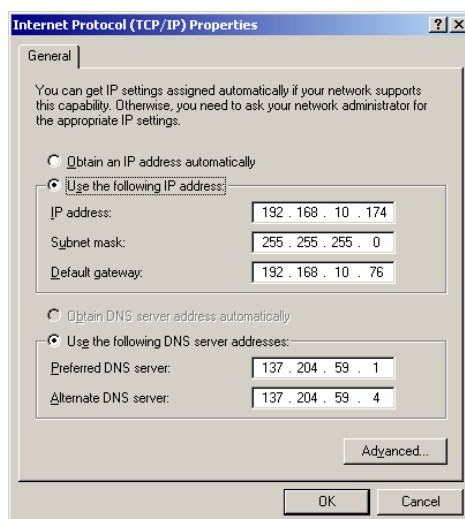 Internet Protocol (TCP/IP) Properties ? X
General
You can get IP settings assigned automatically if your network supports
this capability. Otherwise, you need to ask your network administrator for
the appropriate IP settings.
Obtain an IP address automatically
Use the following IP address:
IP address: 192 . 168 . 10 . 174
Subnet mask: 255 . 255 . 255 . 0
Default gateway: 192 . 168 . 10 . 76
Obtain DNS server address automatically
Use the following DNS server addresses:
Preferred DNS server: 137 . 204 . 59 . 1
Alternate DNS server: 137 . 204 . 59 . 4
Advanced...
OK Cancel